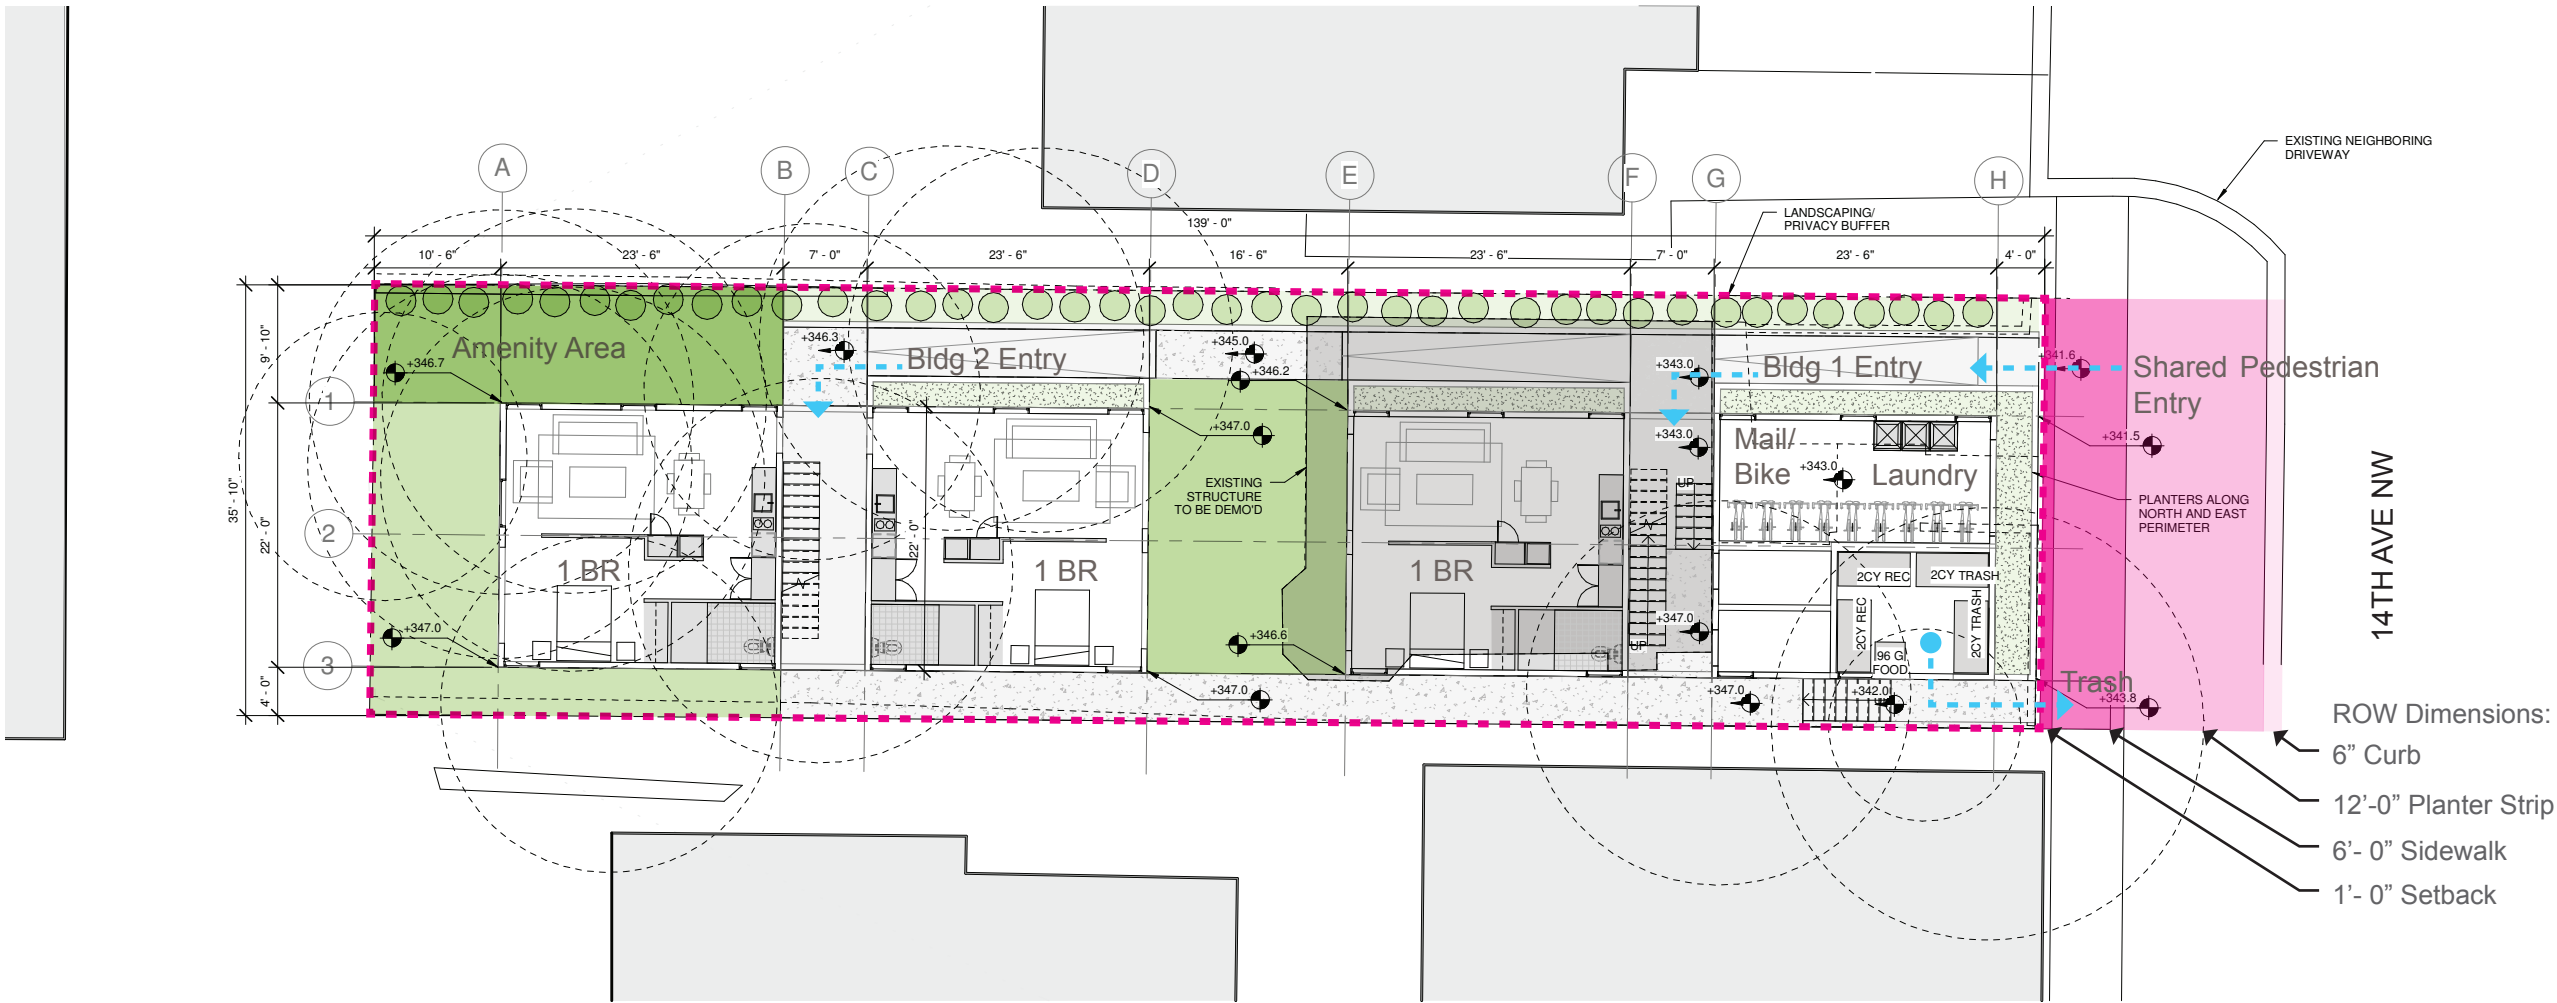 EXISTING NEIGHBORING
DRIVEWAY
A
B
C
D
E
F
G
H
LANDSCAPING/
PRIVACY BUFFER
139' - 0"
10' - 6"
23' - 6"
7' - 0"
23' - 6"
16' - 6"
23' - 6"
7' - 0"
23' - 6"
4' - 0"
35' - 10"
9' - 10"
22' - 0"
4' - 0"
1
2
3
Amenity Area
+346.7
+346.3
Bldg 2 Entry
+345.0
+346.2
+343.0
Bldg 1 Entry
+341.6
Shared Pedestrian
Entry
+347.0
+343.0
+341.5
Mail/
Bike
+343.0
Laundry
EXISTING
STRUCTURE
TO BE DEMO'D
UP
PLANTERS ALONG
NORTH AND EAST
PERIMETER
14TH AVE NW
22' - 0"
1 BR
1 BR
1 BR
2CY REC
2CY TRASH
2CY REC
2CY TRASH
96 G
FOOD
+347.0
+346.6
+347.0
UP
+347.0
+347.0
+342.0
Trash
+343.8
ROW Dimensions:
6” Curb
12’-0” Planter Strip
6’- 0” Sidewalk
1’- 0” Setback